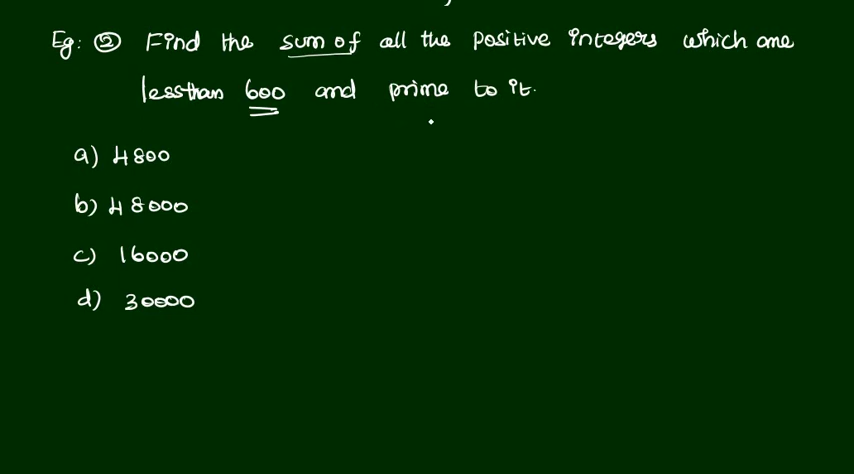 Eg: ② Find the sum of all the positive integers which are
less than 600 and prime to it.
a) 4800
b) 48000
c) 16000
d) 30000